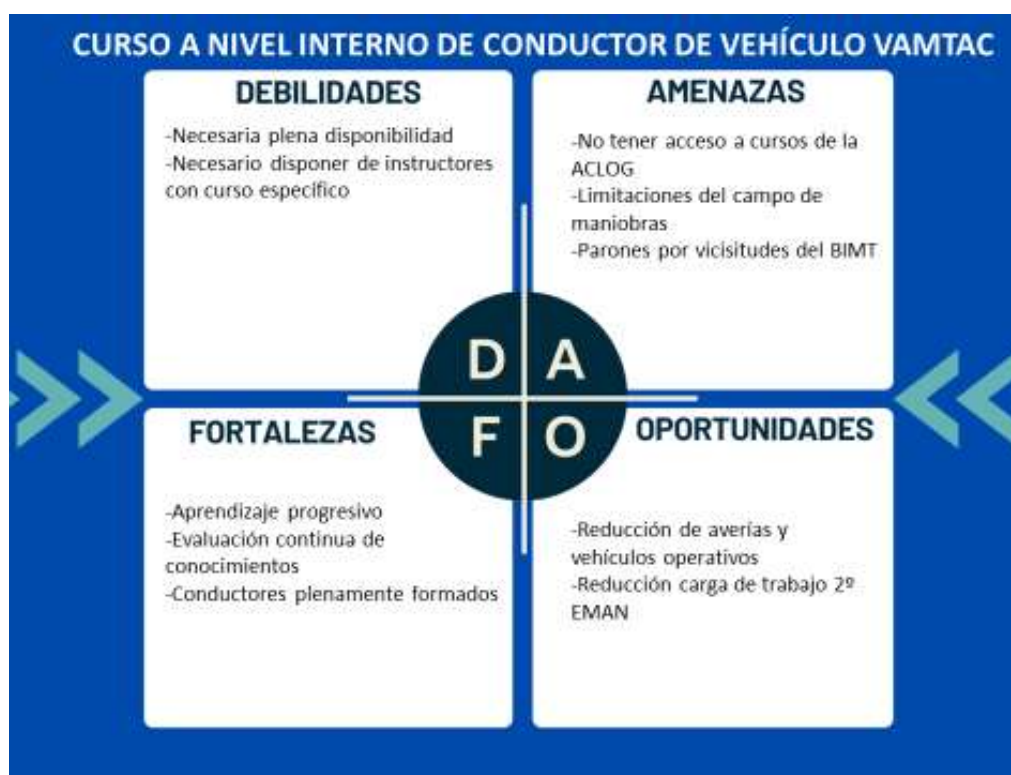 CURSO A NIVEL INTERNO DE CONDUCTOR DE VEHÍCULO VAMTAC
DEBILIDADES
-Necesaria plena disponibilidad
-Necesario disponer de instructores
con curso específico
AMENAZAS
-No tener acceso a cursos de la
ACLOG
-Limitaciones del campo de
maniobras
-Parones por vicisitudes del BIMT
D A
F O
FORTALEZAS
-Aprendizaje progresivo
-Evaluación continua de
conocimientos
-Conductores plenamente formados
OPORTUNIDADES
-Reducción de averías y
vehículos operativos
-Reducción carga de trabajo 2º
EMAN